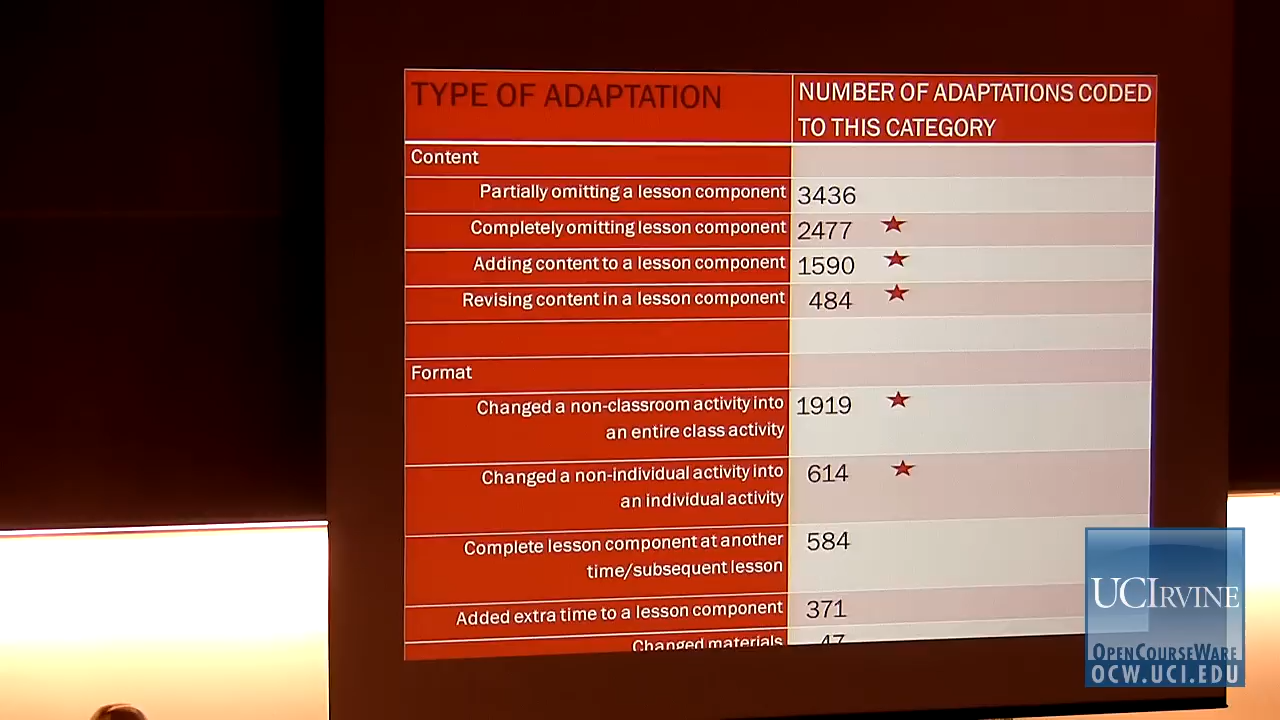 TYPE OF ADAPTATION
NUMBER OF ADAPTATIONS CODED
TO THIS CATEGORY
Content
Partially omitting a lesson component 3436
Completely omitting lesson component 2477
Adding content to a lesson component 1590
Revising content in a lesson component 484
Format
Changed a non-classroom activity into 1919
an entire class activity
Changed a non-individual activity into 614
an individual activity
Complete lesson component at another 584
time/subsequent lesson
Added extra time to a lesson component 371
Changed materials 47
UCIRVINE
OPENCOURSEWARE
OCW.UCI.EDU